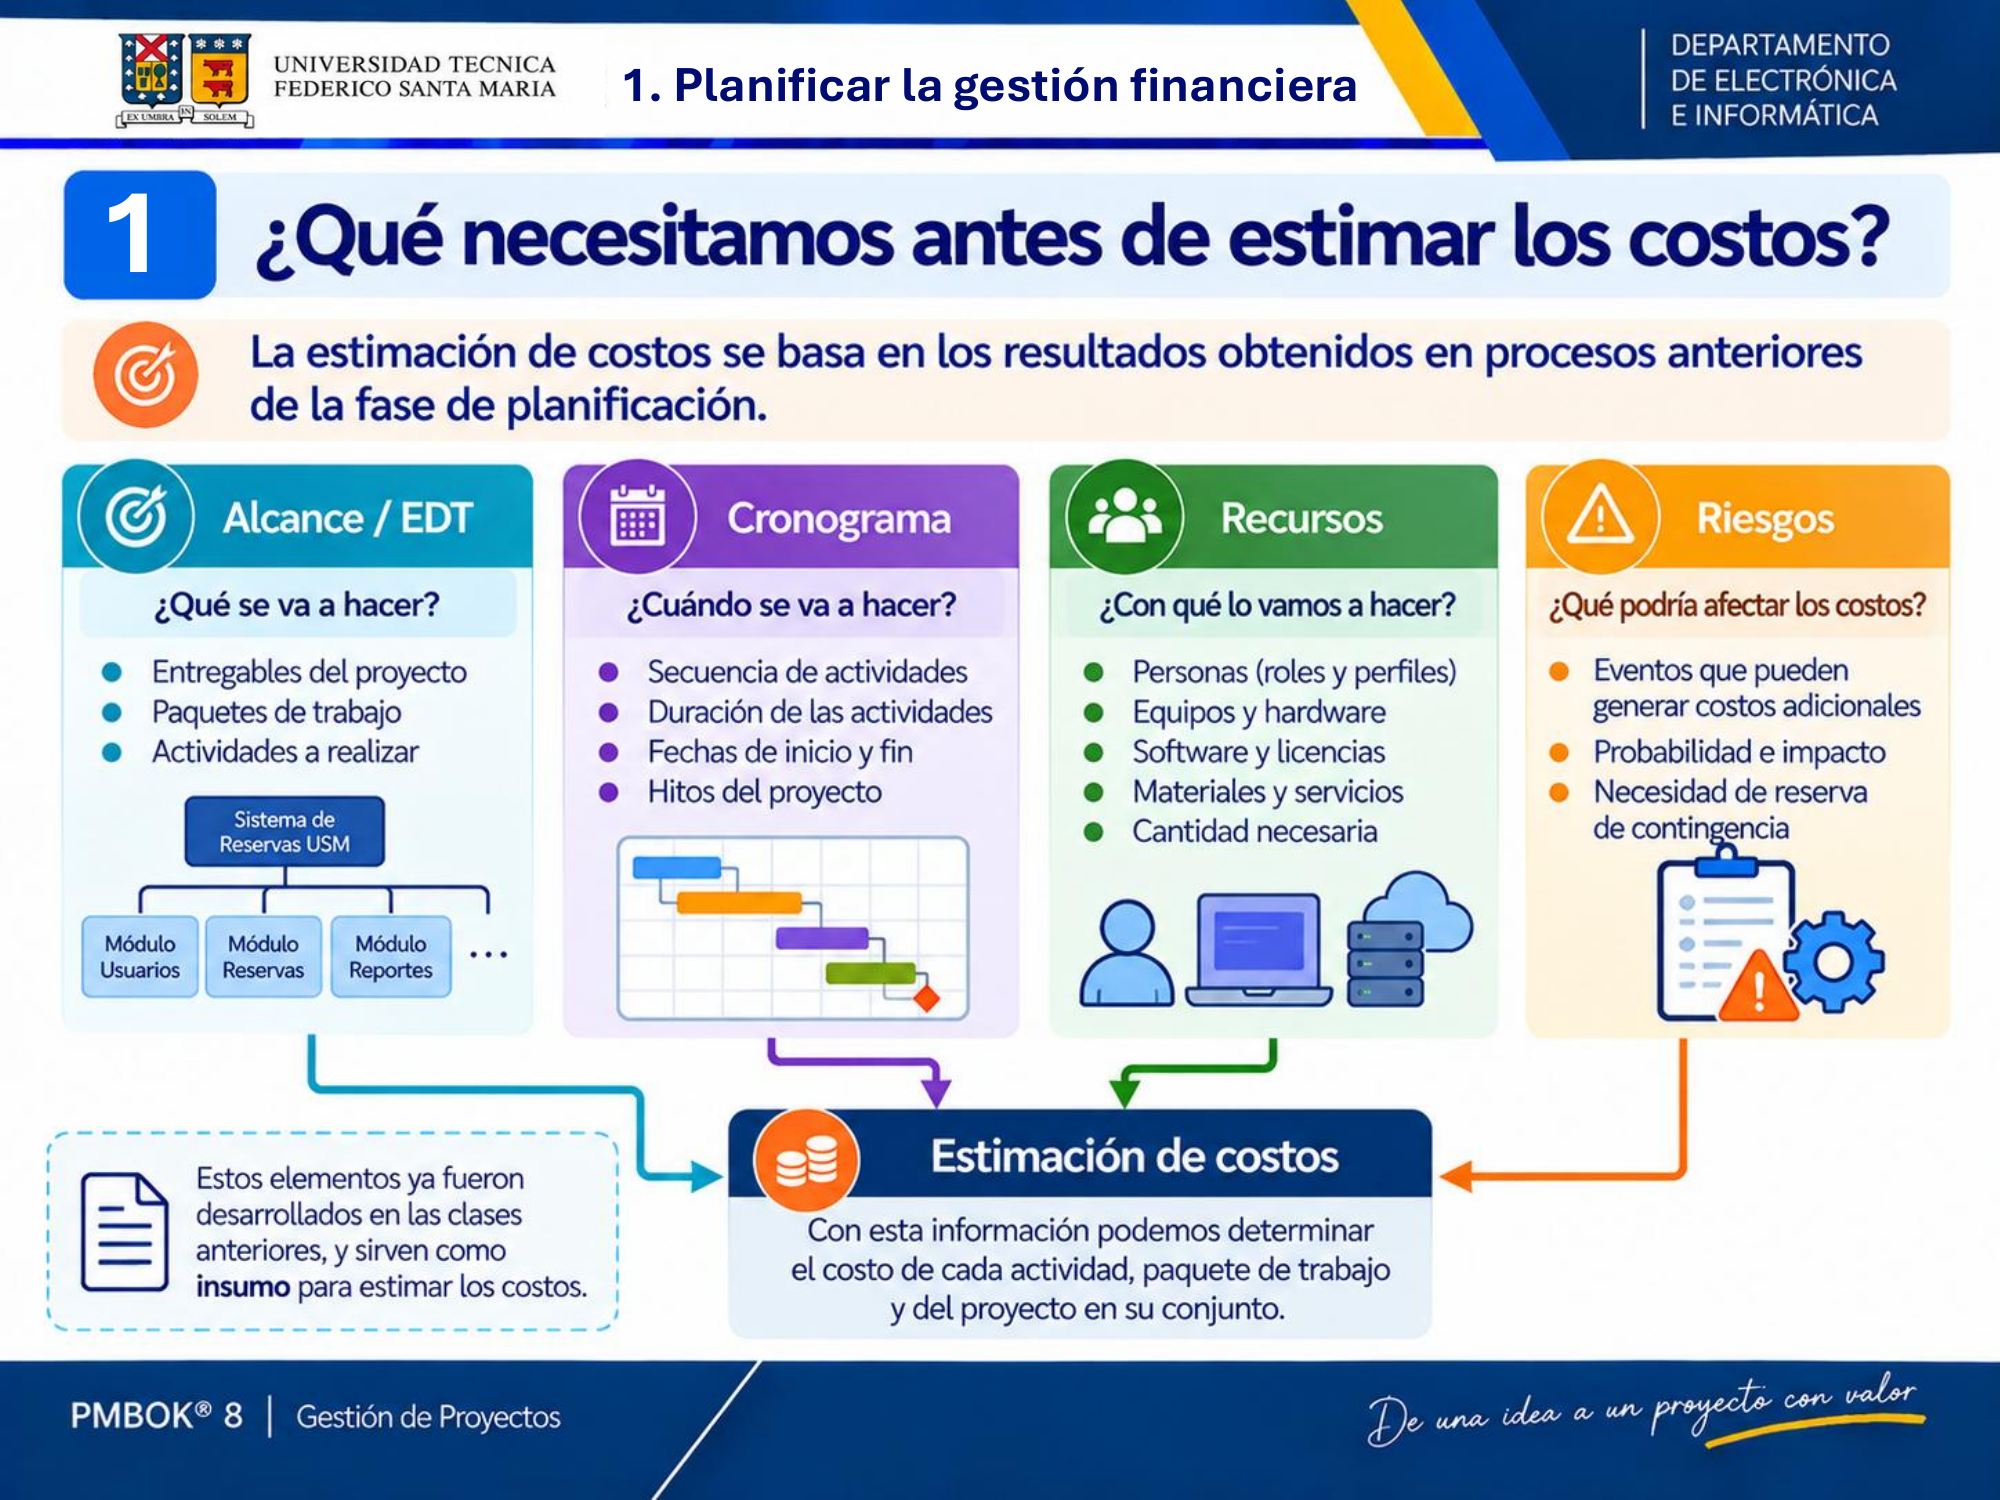 EX UMBRA IN SOLEM
UNIVERSIDAD TECNICA
FEDERICO SANTA MARIA
1. Planificar la gestión financiera
DEPARTAMENTO
DE ELECTRÓNICA
E INFORMÁTICA
1
¿Qué necesitamos antes de estimar los costos?
La estimación de costos se basa en los resultados obtenidos en procesos anteriores
de la fase de planificación.
Alcance / EDT
¿Qué se va a hacer?
Entregables del proyecto
Paquetes de trabajo
Actividades a realizar
Sistema de
Reservas USM
Módulo
Usuarios
Módulo
Reservas
Módulo
Reportes
...
Cronograma
¿Cuándo se va a hacer?
Secuencia de actividades
Duración de las actividades
Fechas de inicio y fin
Hitos del proyecto
Recursos
¿Con qué lo vamos a hacer?
Personas (roles y perfiles)
Equipos y hardware
Software y licencias
Materiales y servicios
Cantidad necesaria
Riesgos
¿Qué podría afectar los costos?
Eventos que pueden
generar costos adicionales
Probabilidad e impacto
Necesidad de reserva
de contingencia
Estos elementos ya fueron
desarrollados en las clases
anteriores, y sirven como
insumo para estimar los costos.
Estimación de costos
Con esta información podemos determinar
el costo de cada actividad, paquete de trabajo
y del proyecto en su conjunto.
PMBOK® 8 | Gestión de Proyectos
De una idea a un proyecto con valor